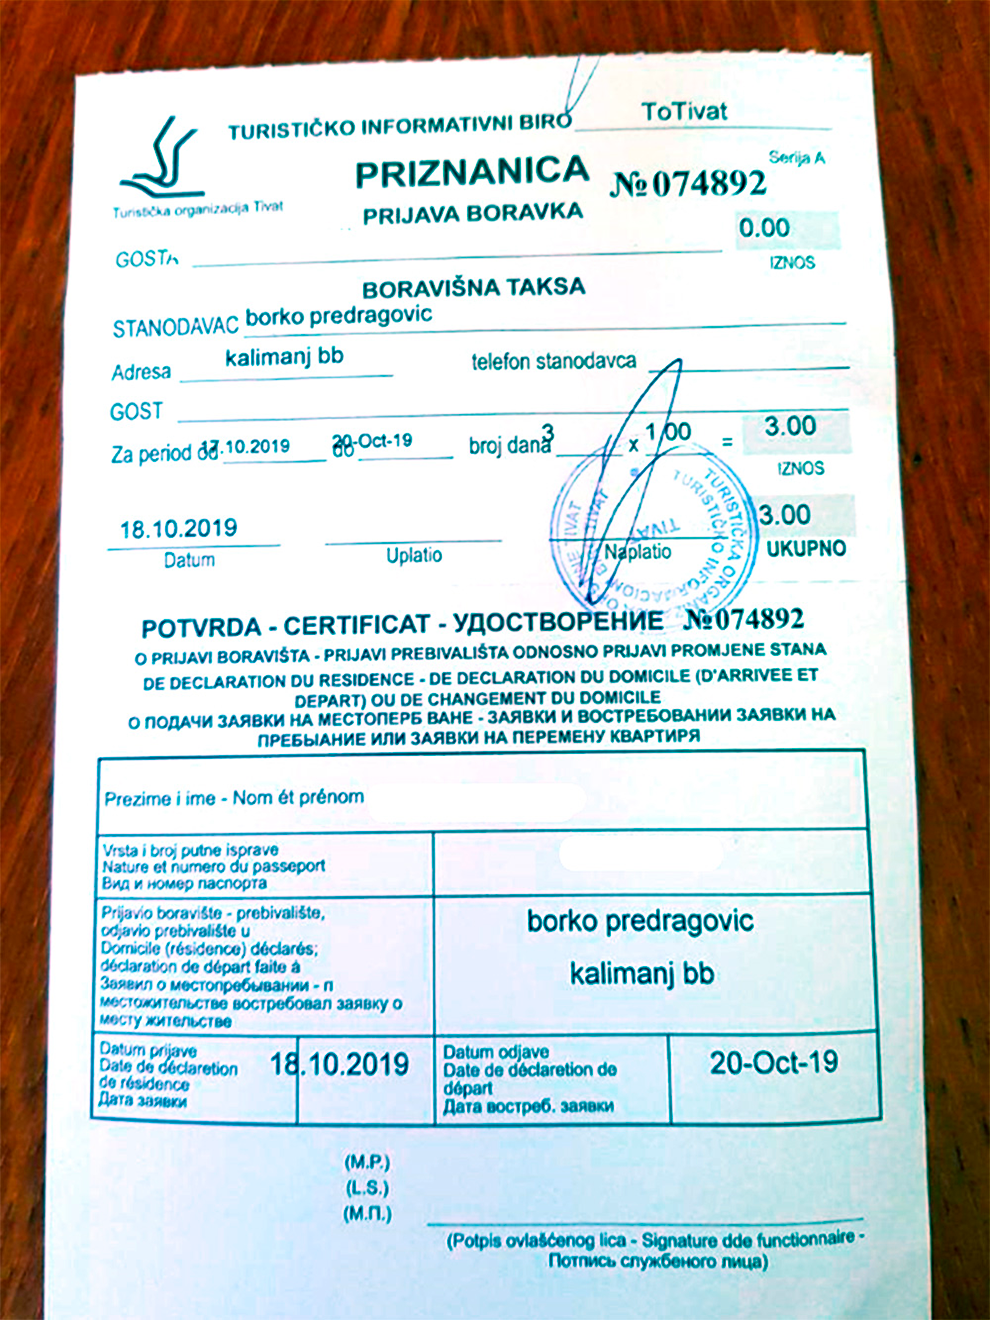 TURISTIČKO INFORMATIVNI BIRO ToTivat
Turistička organizacija Tivat
PRIZNANICA
Serija A
№ 074892
PRIJAVA BORAVKA
GOSTA
0.00
IZNOS
BORAVIŠNA TAKSA
STANODAVAC borko predragovic
Adresa kalimanj bb telefon stanodavca
GOST
Za period od 17.10.2019 do 20-Oct-19 broj dana 3 x 1.00 = 3.00
IZNOS
18.10.2019 3.00
Datum Uplatio Naplatio UKUPNO
TURISTIČKA ORGANIZ
TURISTIČKO INFORMACIONI
TIVAT
POTVRDA - CERTIFICAT - УДОСТВОРЕНИЕ №074892
O PRIJAVI BORAVIŠTA - PRIJAVI PREBIVALIŠTA ODNOSNO PRIJAVI PROMJENE STANA
DE DECLARATION DU RESIDENCE - DE DECLARATION DU DOMICILE (D'ARRIVEE ET
DEPART) OU DE CHANGEMENT DU DOMICILE
О ПОДАЧИ ЗАЯВКИ НА МЕСТОПЕРБ ВАНЕ - ЗАЯВКИ И ВОСТРЕБОВАНИИ ЗАЯВКИ НА
ПРЕБЫАНИЕ ИЛИ ЗАЯВКИ НА ПЕРЕМЕНУ КВАРТИРЯ
Prezime i ime - Nom ét prénom
Vrsta i broj putne isprave
Nature et numero du passeport
Вид и номер паспорта
Prijavio boravište - prebivalište,
odjavio prebivalište u
Domicile (résidence) déclarés;
déclaration de départ faite á
Заявил о местопребывании - п
местожительстве востребовал заявку о
месту жительстве
borko predragovic
kalimanj bb
Datum prijave
Date de déclaretion
de résidence
Дата заявки
18.10.2019
Datum odjave
Date de déclaretion de
départ
Дата востреб. заявки
20-Oct-19
(M.P.)
(L.S.)
(М.П.)
(Potpis ovlašćenog lica - Signature dde functionnaire -
Потпись службеного лица)